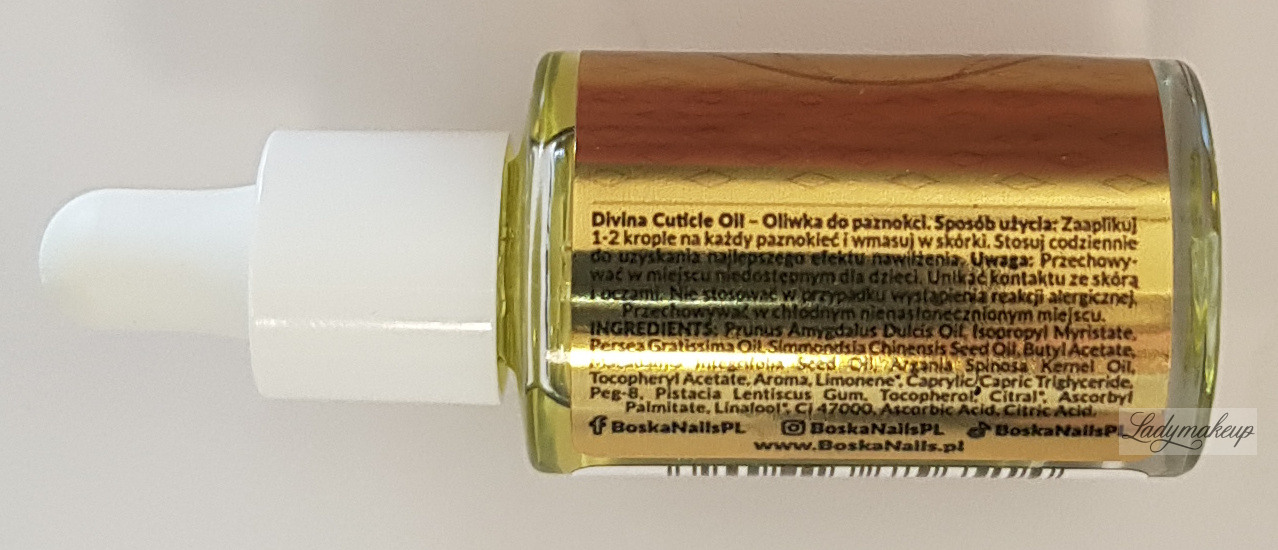 Divina Cuticle Oil – Oliwka do paznokci. Sposób użycia: Zaaplikuj
1-2 krople na każdy paznokieć i wmasuj w skórki. Stosuj codziennie
do uzyskania najlepszego efektu nawilżenia. Uwaga: Przechowy-
wać w miejscu niedostępnym dla dzieci. Unikać kontaktu ze skórą
i oczami. Nie stosować w przypadku wystąpienia reakcji alergicznej.
Przechowywać w chłodnym nienasłonecznionym miejscu.
INGREDIENTS: Prunus Amygdalus Dulcis Oil, Isopropyl Myristate,
Persea Gratissima Oil, Simmondsia Chinensis Seed Oil, Butyl Acetate,
Seed Oil, Argania Spinosa Kernel Oil,
Tocopheryl Acetate, Aroma, Limonene*, Caprylic/Capric Triglyceride,
Peg-8, Pistacia Lentiscus Gum, Tocopherol, Citral*, Ascorbyl
Palmitate, Linalool*, CI 47000, Ascorbic Acid, Citric Acid.
BoskaNailsPL BoskaNailsPL BoskaNailsPL
www.BoskaNails.pl
Ladymakeup